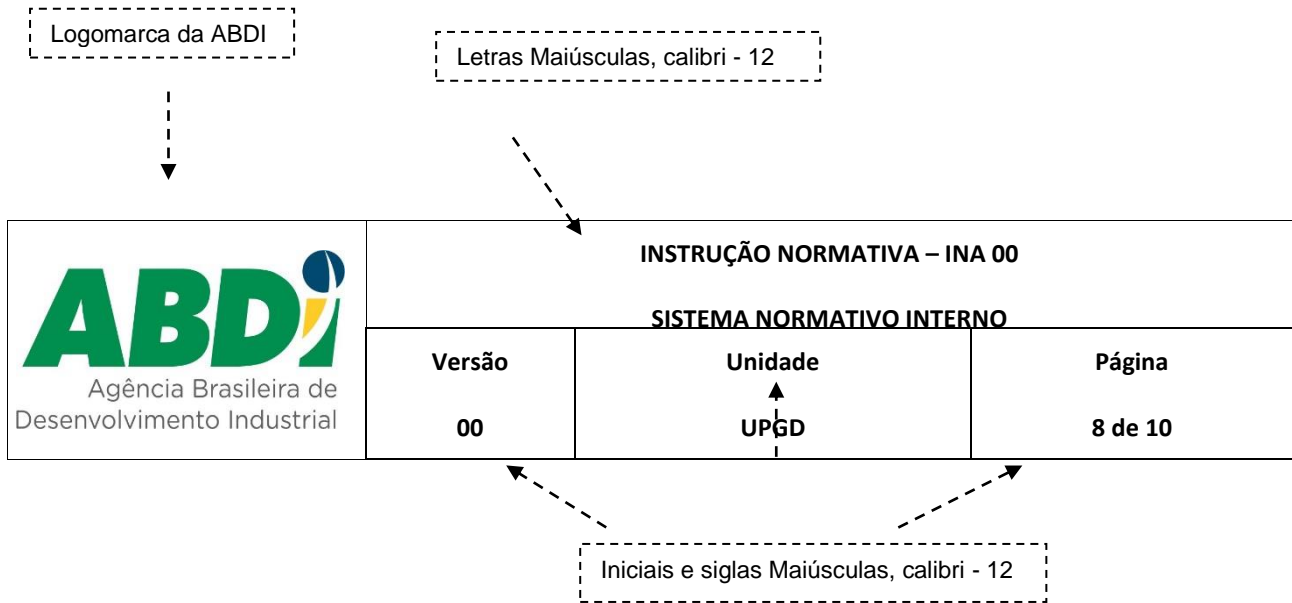 Logomarca da ABDI
Letras Maiúsculas, calibri - 12
INSTRUÇÃO NORMATIVA – INA 00
SISTEMA NORMATIVO INTERNO
ABDi
Agência Brasileira de
Desenvolvimento Industrial
Versão
00
Unidade
UPGD
Página
8 de 10
Iniciais e siglas Maiúsculas, calibri - 12